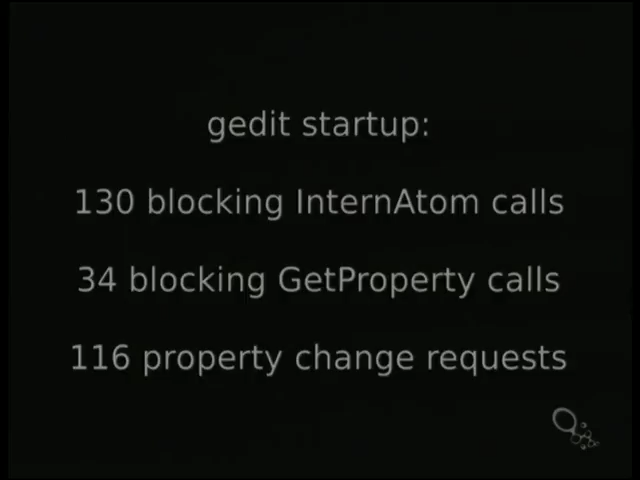 gedit startup:
130 blocking InternAtom calls
34 blocking GetProperty calls
116 property change requests